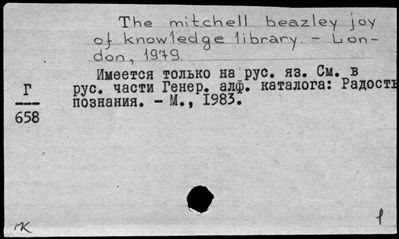 The mitchell beazley joy
of knowledge library. – Lon-
don, 1979.
Имеется только на рус. яз. См. в
рус. части Генер. алф. каталога: Радость
познания. – М., 1983.
Г
658
МК